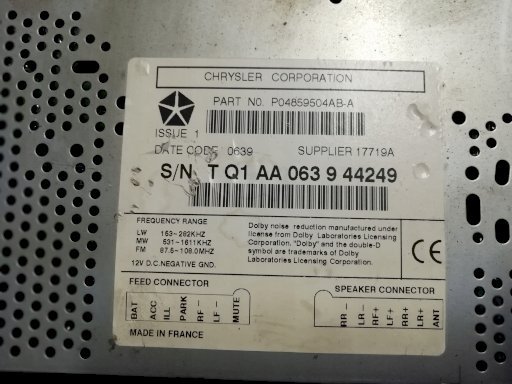 CHRYSLER CORPORATION
PART NO. P04859504AB-A
ISSUE 1
DATE CODE 0639 SUPPLIER 17719A
S/N T Q1 AA 063 9 44249
FREQUENCY RANGE
LW 153-282KHZ
MW 531-1611KHZ
FM 87.5-108.0MHZ
12V D.C.NEGATIVE GND.
Dolby noise reduction manufactured under
license from Dolby Laboratories Licensing
Corporation. "Dolby" and the double-D
symbol are trademarks of Dolby
Laboratories Licensing Corporation.
CE
FEED CONNECTOR
BAT
ACC
ILL
PARK
RF-
LF-
MUTE
SPEAKER CONNECTOR
RR-
LR-
RF+
LF+
RR+
LR+
ANT
MADE IN FRANCE